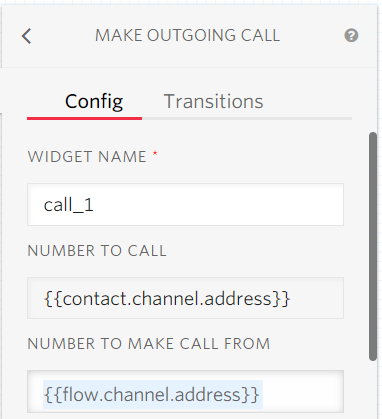 MAKE OUTGOING CALL
Config Transitions
WIDGET NAME *
call_1
NUMBER TO CALL
{{contact.channel.address}}
NUMBER TO MAKE CALL FROM
{{flow.channel.address}}